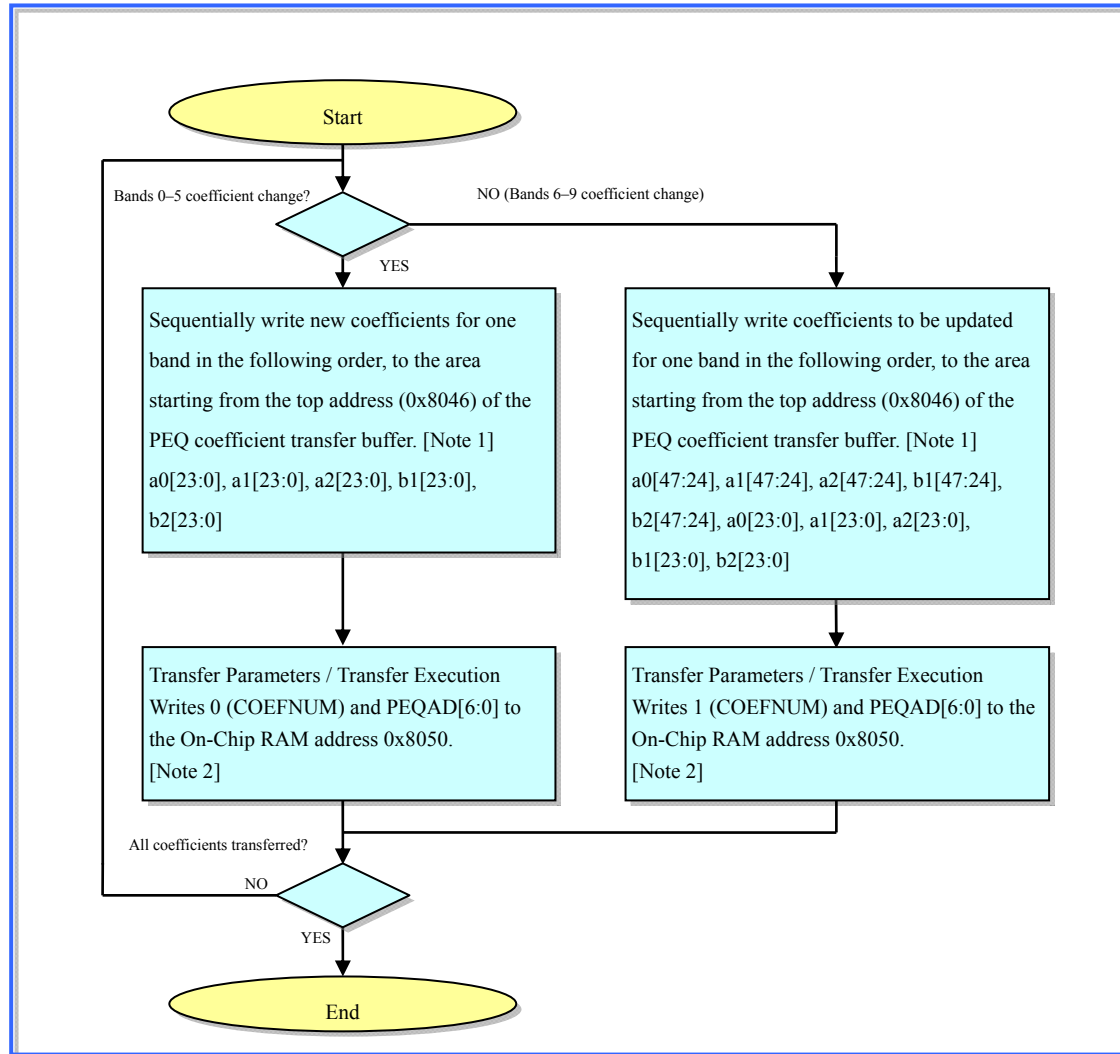 Start
Bands 0–5 coefficient change?
NO (Bands 6–9 coefficient change)
YES
Sequentially write new coefficients for one
band in the following order, to the area
starting from the top address (0x8046) of the
PEQ coefficient transfer buffer. [Note 1]
a0[23:0], a1[23:0], a2[23:0], b1[23:0],
b2[23:0]
Sequentially write coefficients to be updated
for one band in the following order, to the area
starting from the top address (0x8046) of the
PEQ coefficient transfer buffer. [Note 1]
a0[47:24], a1[47:24], a2[47:24], b1[47:24],
b2[47:24], a0[23:0], a1[23:0], a2[23:0],
b1[23:0], b2[23:0]
Transfer Parameters / Transfer Execution
Writes 0 (COEFNUM) and PEQAD[6:0] to
the On-Chip RAM address 0x8050.
[Note 2]
Transfer Parameters / Transfer Execution
Writes 1 (COEFNUM) and PEQAD[6:0] to the
On-Chip RAM address 0x8050.
[Note 2]
All coefficients transferred?
NO
YES
End